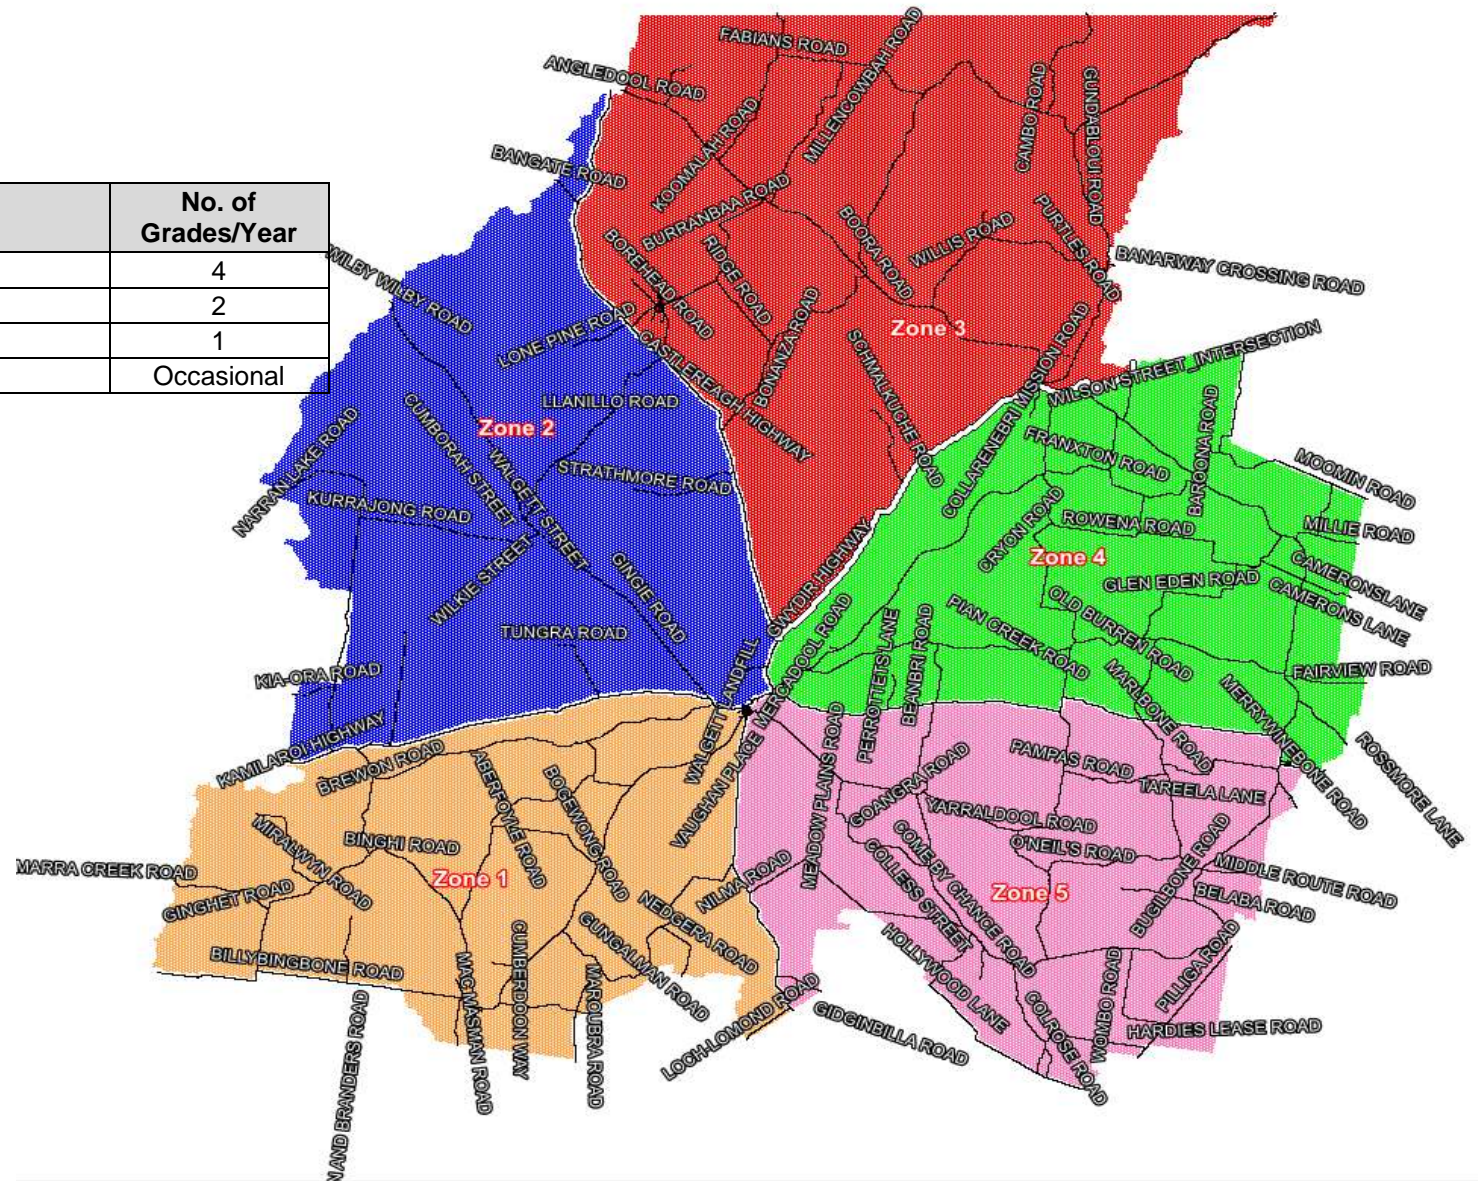 FABIANS ROAD
MILLENCOWBAH ROAD
ANGLEDOOL ROAD
CAMBO ROAD
GUNDABLOUI ROAD
KOOMALAH ROAD
BANGATE ROAD
BURRANBAA ROAD
No. of
Grades/Year
4
2
1
Occasional
BOREHEAD ROAD
RIDGE ROAD
BOORA ROAD
WILLIS ROAD
PURTLES ROAD
BANARWAY CROSSING ROAD
WILBY WILBY ROAD
LONE PINE ROAD
CASTLEREAGH HIGHWAY
BONANZA ROAD
SCHMALKUCHE ROAD
Zone 3
COLLARENEBRI MISSION ROAD
WILSON STREET_INTERSECTION
LLANILLO ROAD
Zone 2
CUMBORAH STREET
WALGETT STREET
STRATHMORE ROAD
NARRAN LAKE ROAD
KURRAJONG ROAD
FRANXTON ROAD
BAROONA ROAD
MOOMIN ROAD
CRYON ROAD
ROWENA ROAD
MILLIE ROAD
Zone 4
GWYDIR HIGHWAY
WILKIE STREET
GINGIE ROAD
GLEN EDEN ROAD
CAMERONSLANE
CAMERONS LANE
TUNGRA ROAD
PIAN CREEK ROAD
OLD BURREN ROAD
MERCADOOL ROAD
PERROTTETS LANE
BEANBRI ROAD
KIA-ORA ROAD
WALGETT LANDFILL
MARLBONE ROAD
FAIRVIEW ROAD
MERRYWINEBONE ROAD
ROSSMORE LANE
KAMILAROI HIGHWAY
BREWON ROAD
ABERFOYLE ROAD
BOGEWONG ROAD
VAUGHAN PLACE
MEADOW PLAINS ROAD
GOANGRA ROAD
PAMPAS ROAD
TAREELA LANE
MIRALWYN ROAD
BINGHI ROAD
YARRALDOOL ROAD
O'NEIL'S ROAD
MARRA CREEK ROAD
GINGHET ROAD
Zone 1
NILMA ROAD
COLLESS STREET
COME BY CHANCE ROAD
Zone 5
BUGILBONE ROAD
MIDDLE ROUTE ROAD
BELABA ROAD
BILLYBINGBONE ROAD
CUMBERDOON WAY
GUNGALMAN ROAD
NEDGERA ROAD
HOLLYWOOD LANE
PILLIGA ROAD
MAC MASMAN ROAD
MAROUBRA ROAD
LOCH-LOMOND ROAD
GIDGINBILLA ROAD
COLROSE ROAD
WOMBO ROAD
HARDIES LEASE ROAD
AND BRANDERS ROAD